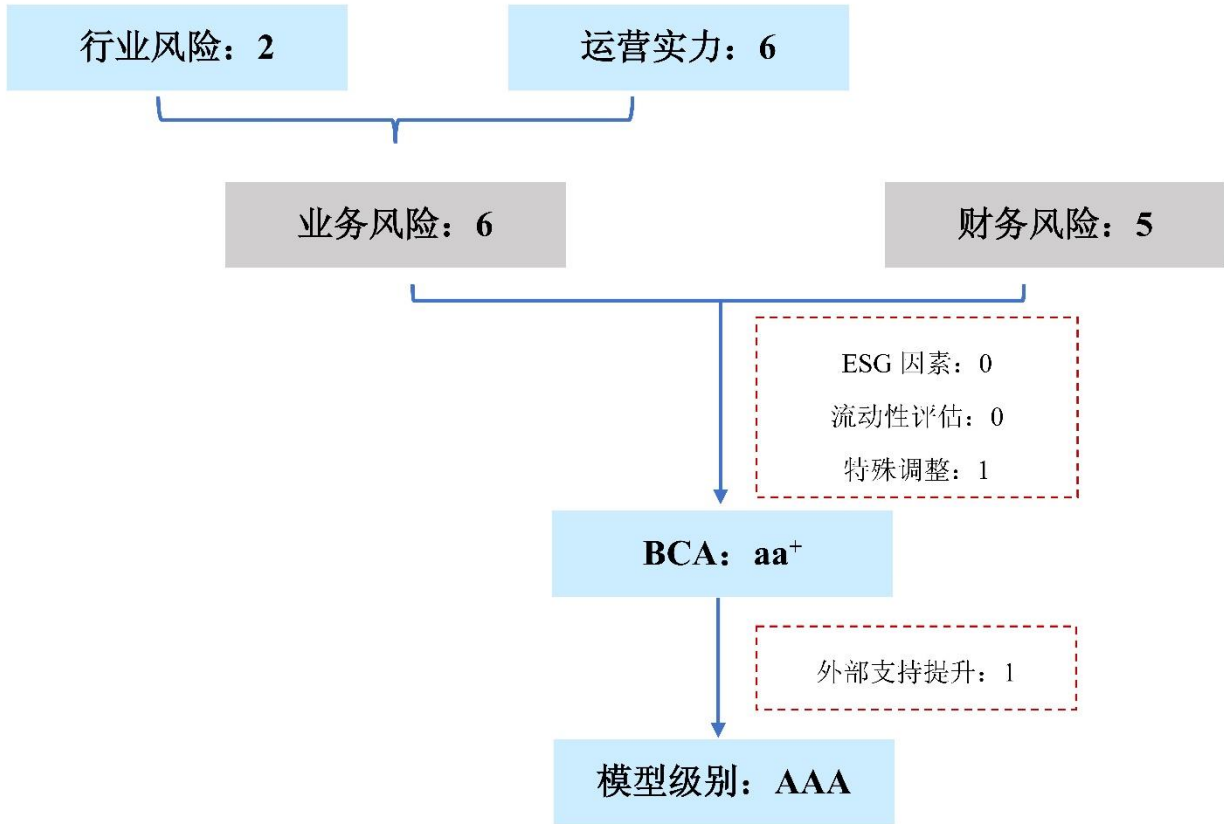 行业风险：2
运营实力：6
业务风险：6
财务风险：5
ESG 因素：0
流动性评估：0
特殊调整：1
BCA：aa⁺
外部支持提升：1
模型级别：AAA